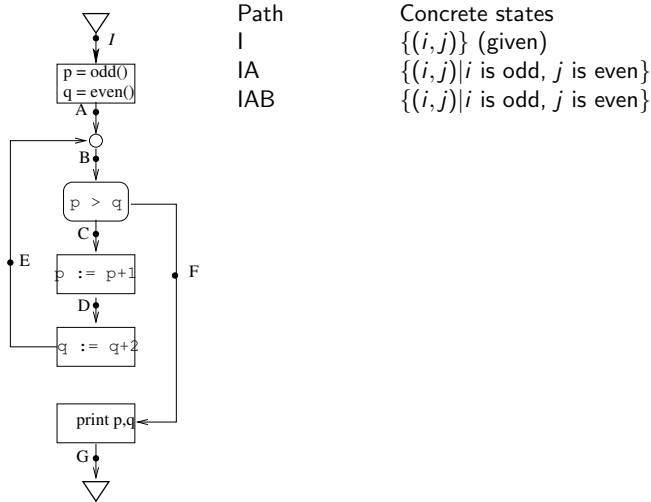 I
p = odd()
q = even()
A
B
p > q
C
E
F
p := p+1
D
q := q+2
print p,q
G
Path Concrete states
I {(i, j)} (given)
IA {(i, j)|i is odd, j is even}
IAB {(i, j)|i is odd, j is even}